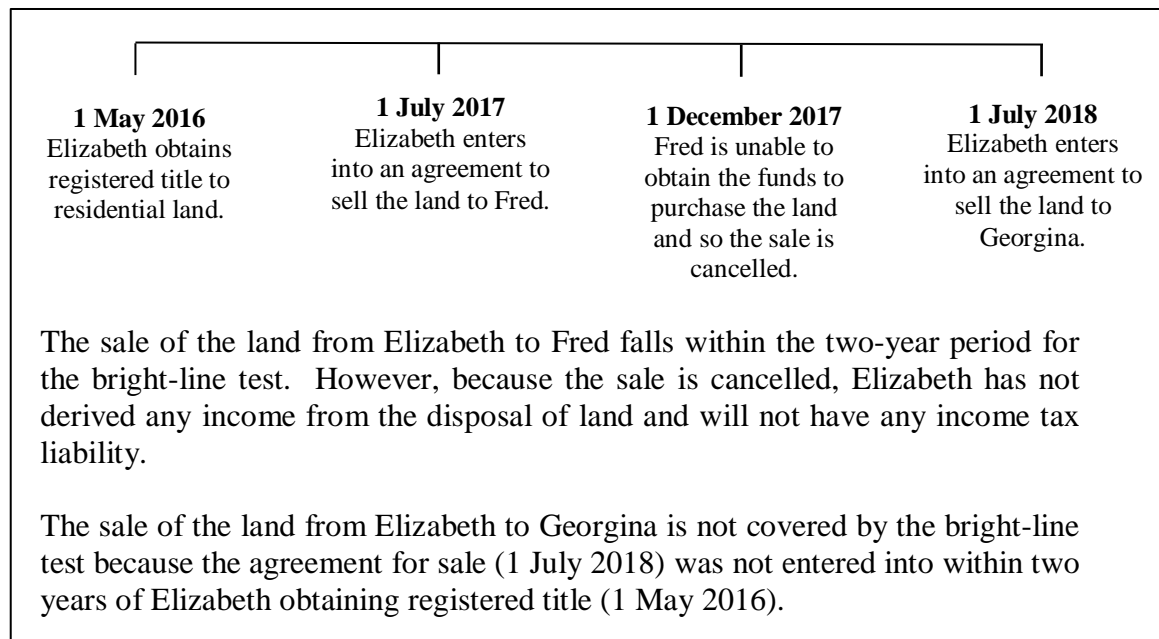 1 May 2016
Elizabeth obtains
registered title to
residential land.
1 July 2017
Elizabeth enters
into an agreement to
sell the land to Fred.
1 December 2017
Fred is unable to
obtain the funds to
purchase the land
and so the sale is
cancelled.
1 July 2018
Elizabeth enters
into an agreement to
sell the land to
Georgina.
The sale of the land from Elizabeth to Fred falls within the two-year period for
the bright-line test. However, because the sale is cancelled, Elizabeth has not
derived any income from the disposal of land and will not have any income tax
liability.
The sale of the land from Elizabeth to Georgina is not covered by the bright-line
test because the agreement for sale (1 July 2018) was not entered into within two
years of Elizabeth obtaining registered title (1 May 2016).